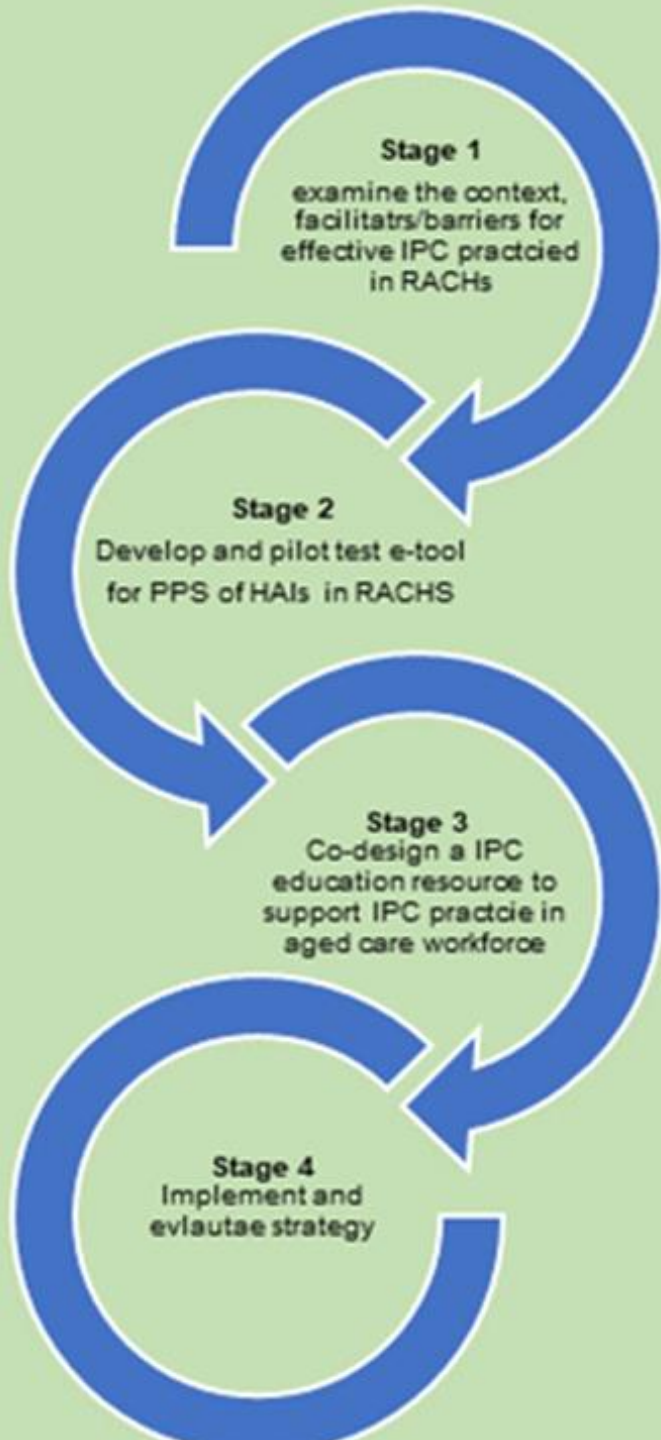 Stage 1
examine the context,
facilitatrs/barriers for
effective IPC practcied
in RACHs
Stage 2
Develop and pilot test e-tool
for PPS of HAIs in RACHS
Stage 3
Co-design a IPC
education resource to
support IPC practcie in
aged care workforce
Stage 4
Implement and
evlautae strategy